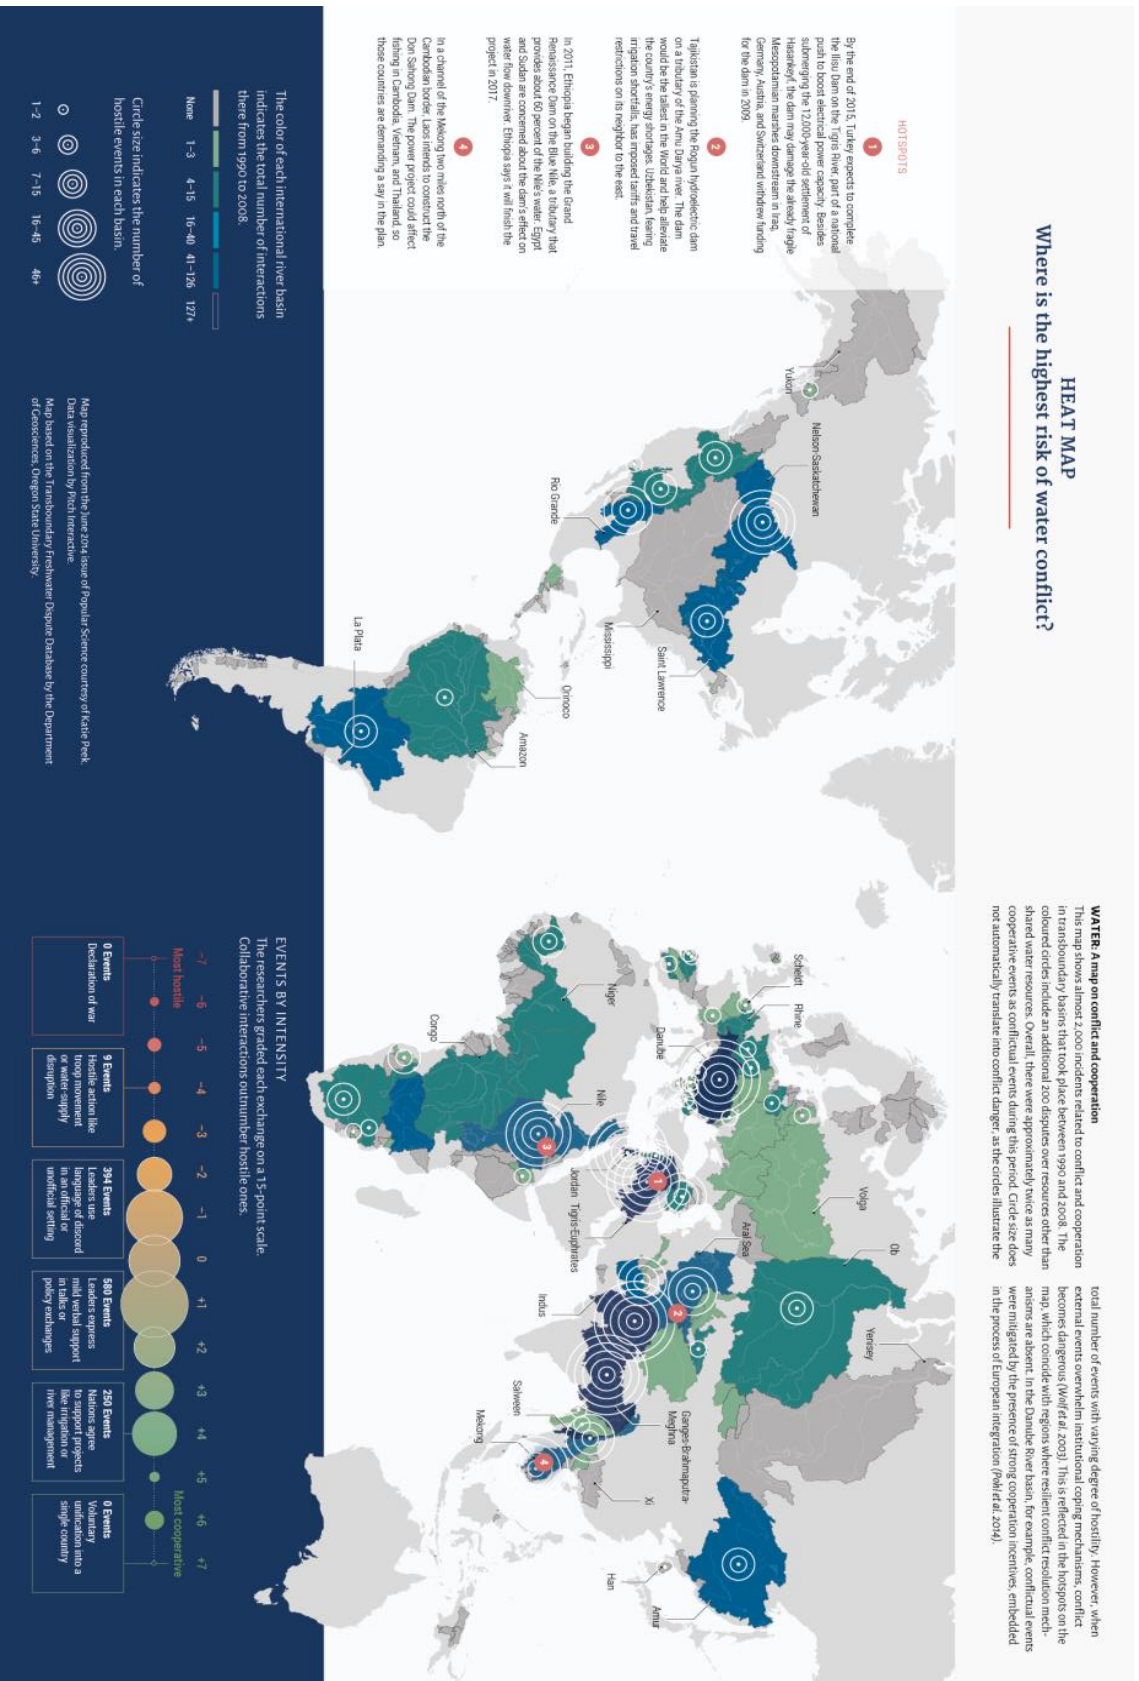 HEAT MAP
Where is the highest risk of water conflict?
WATER: A map on conflict and cooperation
This map shows almost 2,000 incidents related to conflict and cooperation
in transboundary basins that took place between 1990 and 2008. The
coloured circles include an additional 200 disputes over resources other than
shared water resources. Overall, there were approximately twice as many
cooperative events as conflictual events during this period. Circle size does
not automatically translate into conflict danger, as the circles illustrate the
total number of events with varying degree of hostility. However, when
external events overwhelm institutional coping mechanisms, conflict
becomes dangerous (Wolf et al. 2003). This is reflected in the hotspots on the
map, which coincide with regions where resilient conflict resolution mech-
anisms are absent. In the Danube River basin, for example, conflictual events
were mitigated by the presence of strong cooperation incentives, embedded
in the process of European integration (Pohl et al. 2014).
HOTSPOTS
1
By the end of 2015, Turkey expects to complete
the Ilisu Dam on the Tigris River, part of a national
push to boost electrical power capacity. Besides
submerging the 12,000-year-old settlement of
Hasankeyf, the dam may damage the already fragile
Mesopotamian marshes downstream in Iraq,
Germany, Austria, and Switzerland withdrew funding
for the dam in 2009.
2
Tajikistan is planning the Rogun hydroelectric dam
on a tributary of the Amu Darya river. The dam
would be the tallest in the World and help alleviate
the country's energy shortages. Uzbekistan, fearing
irrigation shortfalls, has imposed tariffs and travel
restrictions on its neighbor to the east.
3
In 2011, Ethiopia began building the Grand
Renaissance Dam on the Blue Nile, a tributary that
provides about 60 percent of the Nile's water. Egypt
and Sudan are concerned about the dam's effect on
water flow downriver. Ethiopia says it will finish the
project in 2017.
4
In a channel of the Mekong two miles north of the
Cambodian border, Laos intends to construct the
Don Sahong Dam. The power project could affect
fishing in Cambodia, Vietnam, and Thailand, so
those countries are demanding a say in the plan.
Yukon
Nelson-Saskatchewan
Rio Grande
Mississippi
Saint Lawrence
Orinoco
Amazon
La Plata
Scheldt
Rhine
Danube
Niger
Congo
Nile
3
Jordan
Tigris-Euphrates
1
Volga
Ob
Aral Sea
2
Yenisey
Indus
Ganges-Brahmaputra-
Meghna
Salween
Mekong
4
Xi
Han
Amur
The color of each international river basin
indicates the total number of interactions
there from 1990 to 2008.
None 1–3 4–15 16–40 41–126 127+
Circle size indicates the number of
hostile events in each basin.
1–2 3–6 7–15 16–45 46+
Map reproduced from the June 2014 issue of Popular Science courtesy of Katie Peek.
Data visualization by Pitch Interactive.
Map based on the Transboundary Freshwater Dispute Database by the Department
of Geosciences, Oregon State University.
EVENTS BY INTENSITY
The researchers graded each exchange on a 15-point scale.
Collaborative interactions outnumber hostile ones.
–7 –6 –5 –4 –3 –2 –1 0 +1 +2 +3 +4 +5 +6 +7
Most hostile
Most cooperative
0 Events
Declaration of war
9 Events
Hostile action like
troop movement
or water-supply
disruption
394 Events
Leaders use
language of discord
in an official or
unofficial setting
580 Events
Leaders express
mild verbal support
in talks or
policy exchanges
250 Events
Nations agree
to support projects
like irrigation or
river management
0 Events
Voluntary
unification into a
single country